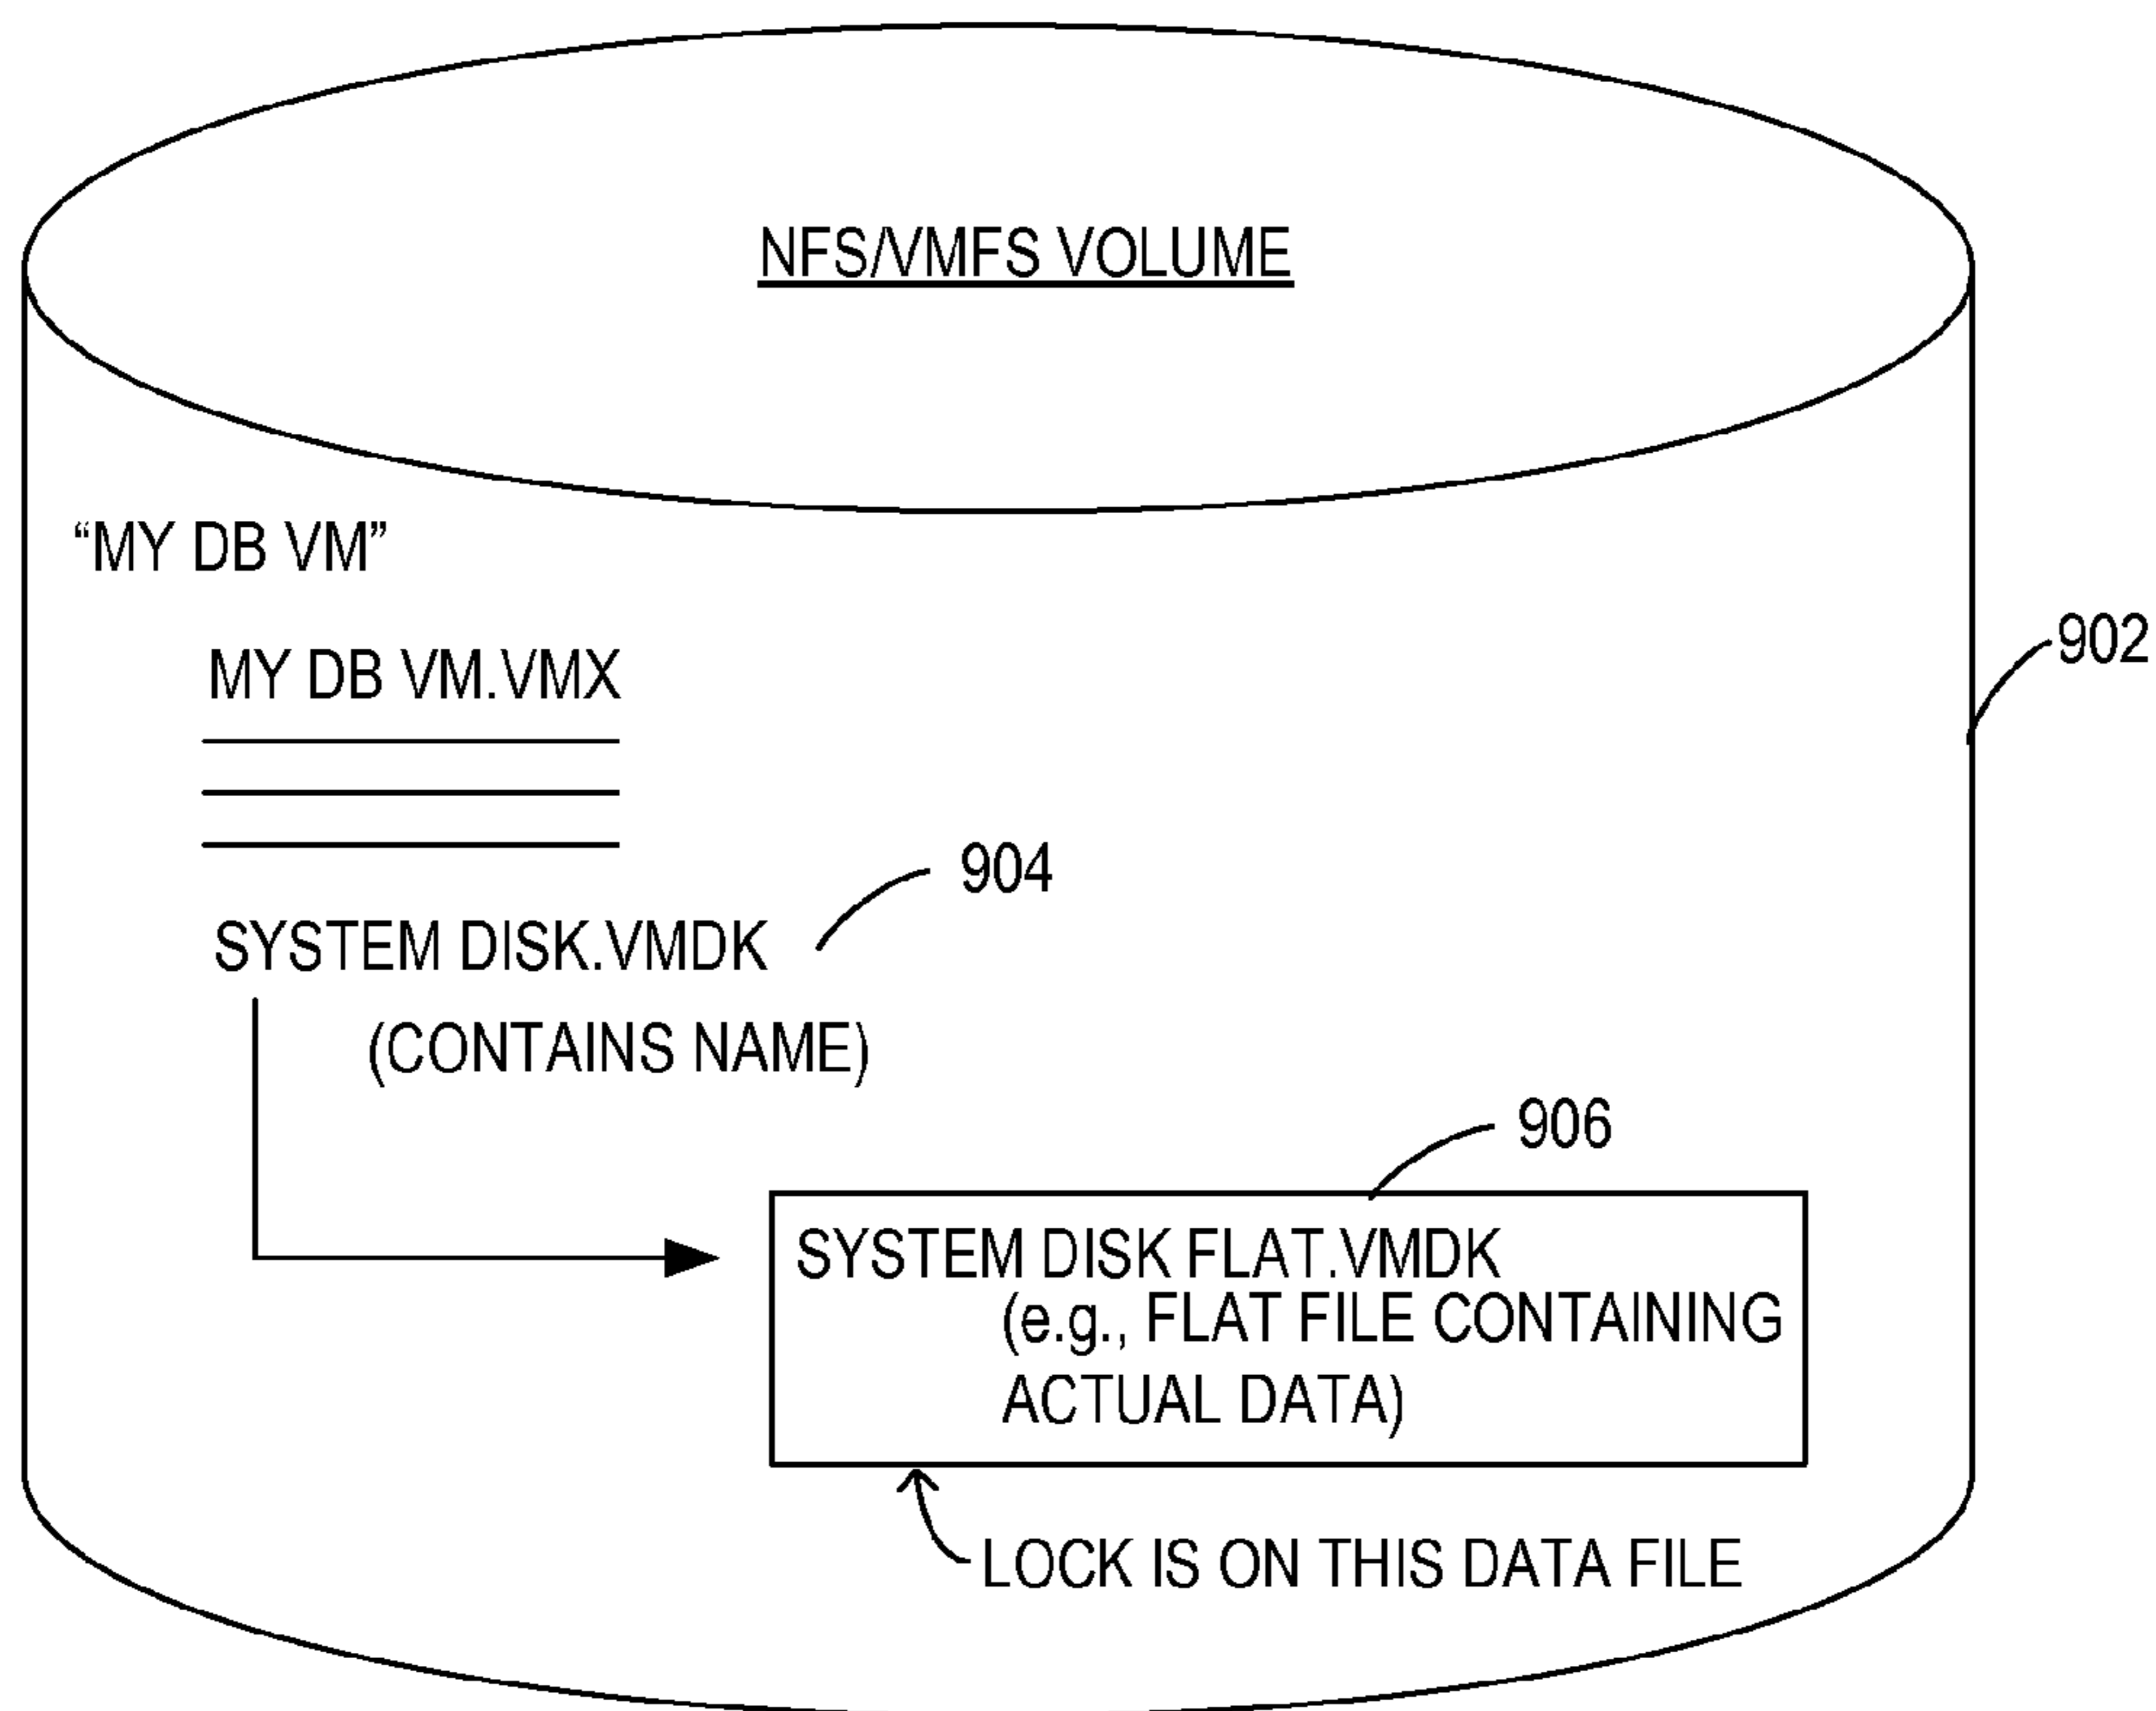 NFS/VMFS VOLUME
“MY DB VM”
902
MY DB VM.VMX
904
SYSTEM DISK.VMDK
(CONTAINS NAME)
906
SYSTEM DISK FLAT.VMDK
(e.g., FLAT FILE CONTAINING
ACTUAL DATA)
LOCK IS ON THIS DATA FILE